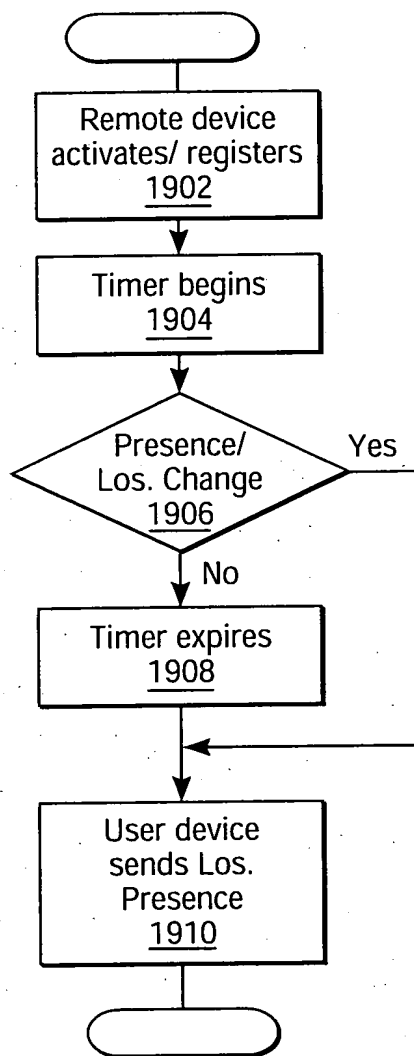 Remote device
activates/ registers
1902
Timer begins
1904
Presence/
Los. Change
1906
Yes
No
Timer expires
1908
User device
sends Los.
Presence
1910